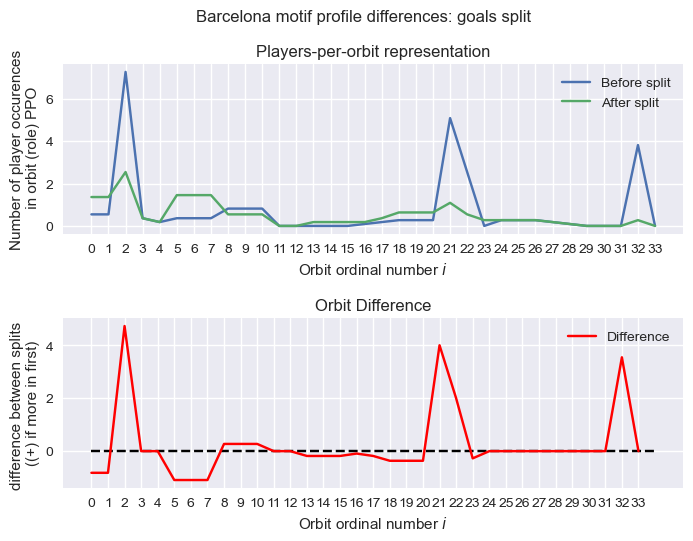 Barcelona motif profile differences: goals split
Players-per-orbit representation
Number of player occurences
in orbit (role) PPO
6
4
2
0
Before split
After split
0 1 2 3 4 5 6 7 8 9 10 11 12 13 14 15 16 17 18 19 20 21 22 23 24 25 26 27 28 29 30 31 32 33
Orbit ordinal number i
Orbit Difference
difference between splits
((+) if more in first)
4
2
0
Difference
0 1 2 3 4 5 6 7 8 9 10 11 12 13 14 15 16 17 18 19 20 21 22 23 24 25 26 27 28 29 30 31 32 33
Orbit ordinal number i